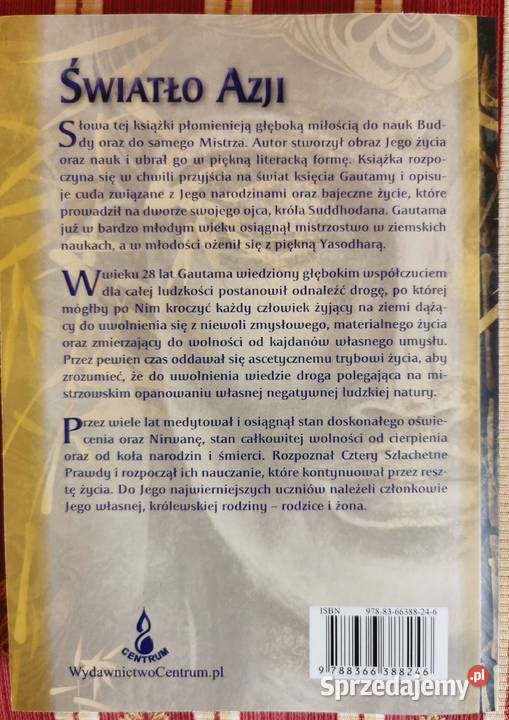 ŚWIATŁO AZJI
Słowa tej książki płomienieją głęboką miłością do nauk Bud-
dy oraz do samego Mistrza. Autor stworzył obraz Jego życia
oraz nauk i ubrał go w piękną literacką formę. Książka rozpo-
czyna się w chwili przyjścia na świat księcia Gautamy i opisu-
je cuda związane z Jego narodzinami oraz bajeczne życie, które
prowadził na dworze swojego ojca, króla Suddhodana. Gautama
już w bardzo młodym wieku osiągnął mistrzostwo w ziemskich
naukach, a w młodości ożenił się z piękną Yasodharą.
W wieku 28 lat Gautama wiedziony głębokim współczuciem
dla całej ludzkości postanowił odnaleźć drogę, po której
mógłby po Nim kroczyć każdy człowiek żyjący na ziemi dążą-
cy do uwolnienia się z niewoli zmysłowego, materialnego życia
oraz zmierzający do wolności od kajdanów własnego umysłu.
Przez pewien czas oddawał się ascetycznemu trybowi życia, aby
zrozumieć, że do uwolnienia wiedzie droga polegająca na mi-
strzowskim opanowaniu własnej negatywnej ludzkiej natury.
Przez wiele lat medytował i osiągnął stan doskonałego oświe-
cenia oraz Nirwanę, stan całkowitej wolności od cierpienia
oraz od koła narodzin i śmierci. Rozpoznał Cztery Szlachetne
Prawdy i rozpoczął ich nauczanie, które kontynuował przez resz-
tę życia. Do Jego najwierniejszych uczniów należeli członkowie
Jego własnej, królewskiej rodziny – rodzice i żona.
ISBN 978-83-66388-24-6
9 788366 388246
CENTRUM
WydawnictwoCentrum.pl
Sprzedajemy.pl